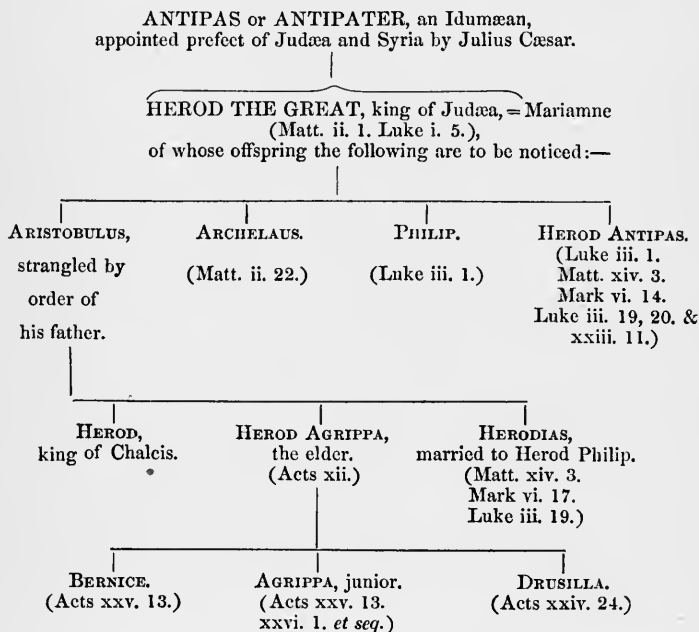 ANTIPAS or ANTIPATER, an Idumæan,
appointed prefect of Judæa and Syria by Julius Cæsar.
HEROD THE GREAT, king of Judæa, = Mariamne
(Matt. ii. 1. Luke i. 5.),
of whose offspring the following are to be noticed:—
ARISTOBULUS,
strangled by
order of
his father.
ARCHELAUS.
(Matt. ii. 22.)
PHILIP.
(Luke iii. 1.)
HEROD ANTIPAS.
(Luke iii. 1.
Matt. xiv. 3.
Mark vi. 14.
Luke iii. 19, 20. &
xxiii. 11.)
HEROD,
king of Chalcis.
HEROD AGRIPPA,
the elder.
(Acts xii.)
HERODIAS,
married to Herod Philip.
(Matt. xiv. 3.
Mark vi. 17.
Luke iii. 19.)
BERNICE.
(Acts xxv. 13.)
AGRIPPA, junior.
(Acts xxv. 13.
xxvi. 1. et seq.)
DRUSILLA.
(Acts xxiv. 24.)